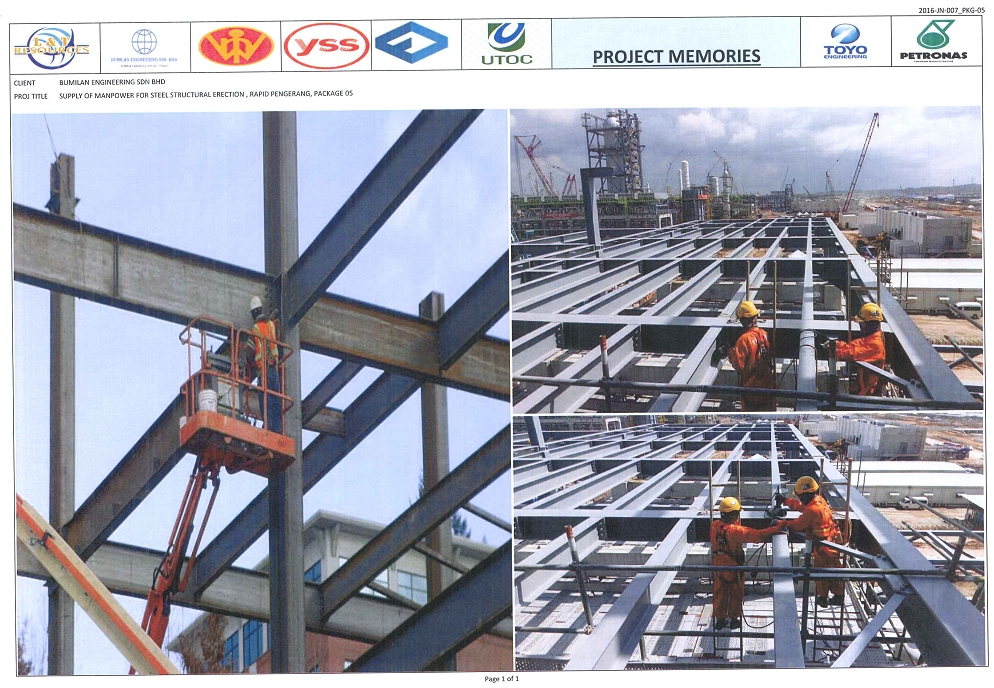 2016-JN-007_PKG-05
L&T
RESOURCES
BUMILAN ENGINEERING SDN. BHD.
YSS
UTOC
PROJECT MEMORIES
TOYO
ENGINEERING
PETRONAS
CLIENT BUMILAN ENGINEERING SDN BHD
PROJ TITLE SUPPLY OF MANPOWER FOR STEEL STRUCTURAL ERECTION , RAPID PENGERANG, PACKAGE 05
Page 1 of 1